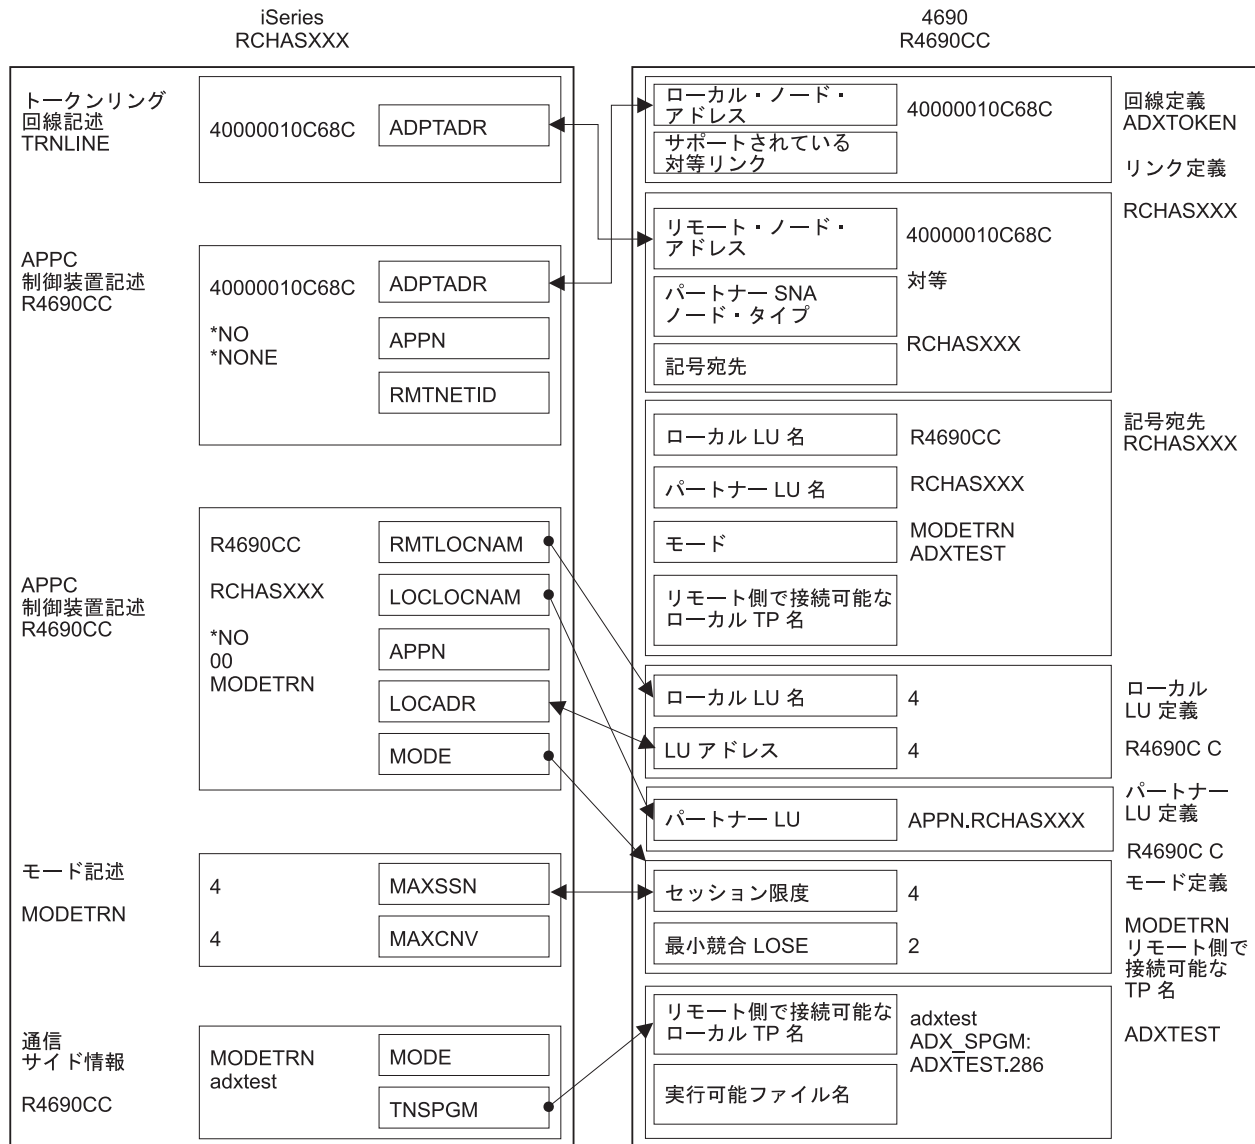 iSeries
RCHASXXX
トークンリング
回線記述
TRNLINE
40000010C68C
ADPTADR
APPC
制御装置記述
R4690CC
40000010C68C
*NO
*NONE
ADPTADR
APPN
RMTNETID
APPC
制御装置記述
R4690CC
R4690CC
RCHASXXX
*NO
00
MODETRN
RMTLOCNAM
LOCLOCNAM
APPN
LOCADR
MODE
モード記述
MODETRN
4
4
MAXSSN
MAXCNV
通信
サイド情報
R4690CC
MODETRN
adxtest
MODE
TNSPGM
4690
R4690CC
ローカル・ノード・
アドレス
サポートされている
対等リンク
40000010C68C
回線定義
ADXTOKEN
リンク定義
RCHASXXX
リモート・ノード・
アドレス
パートナー SNA
ノード・タイプ
記号宛先
40000010C68C
対等
RCHASXXX
ローカル LU 名
パートナー LU 名
モード
リモート側で接続可能な
ローカル TP 名
R4690CC
RCHASXXX
MODETRN
ADXTEST
記号宛先
RCHASXXX
ローカル LU 名
LU アドレス
4
4
ローカル
LU 定義
R4690C C
パートナー LU
APPN.RCHASXXX
パートナー
LU 定義
R4690C C
セッション限度
最小競合 LOSE
4
2
モード定義
MODETRN
リモート側で
接続可能な
TP 名
リモート側で接続可能な
ローカル TP 名
実行可能ファイル名
adxtest
ADX_SPGM:
ADXTEST.286
ADXTEST